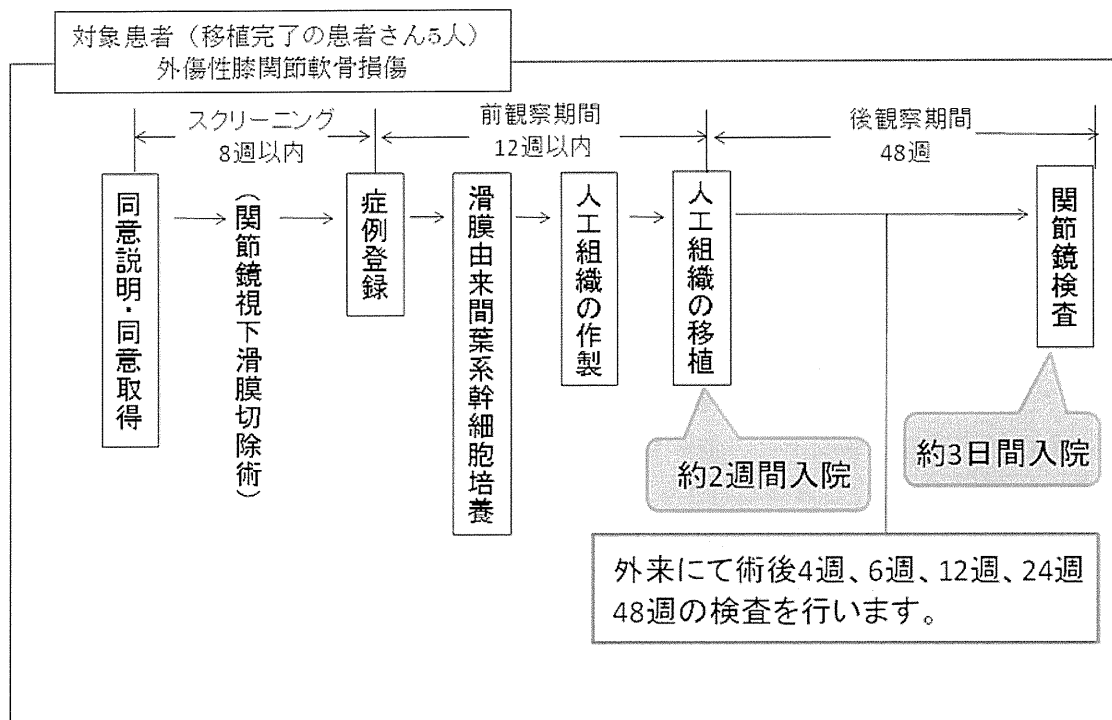 対象患者（移植完了の患者さん5人）
外傷性膝関節軟骨損傷
スクリーニング
8週以内
前観察期間
12週以内
後観察期間
48週
同意説明・同意取得
（関節鏡視下滑膜切除術）
症例登録
滑膜由来間葉系幹細胞培養
人工組織の作製
人工組織の移植
関節鏡検査
約2週間入院
約3日間入院
外来にて術後4週、6週、12週、24週
48週の検査を行います。